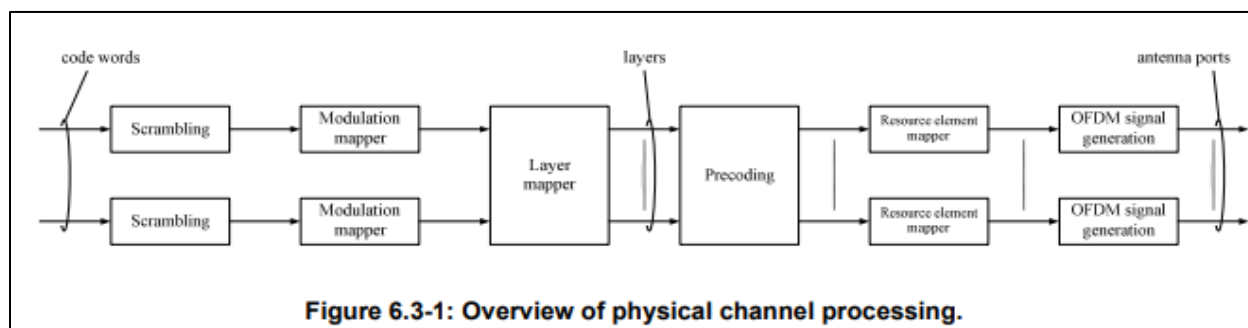 code words
layers
antenna ports
Scrambling
Modulation
mapper
Layer
mapper
Precoding
Resource element
mapper
OFDM signal
generation
Scrambling
Modulation
mapper
Resource element
mapper
OFDM signal
generation
Figure 6.3-1: Overview of physical channel processing.